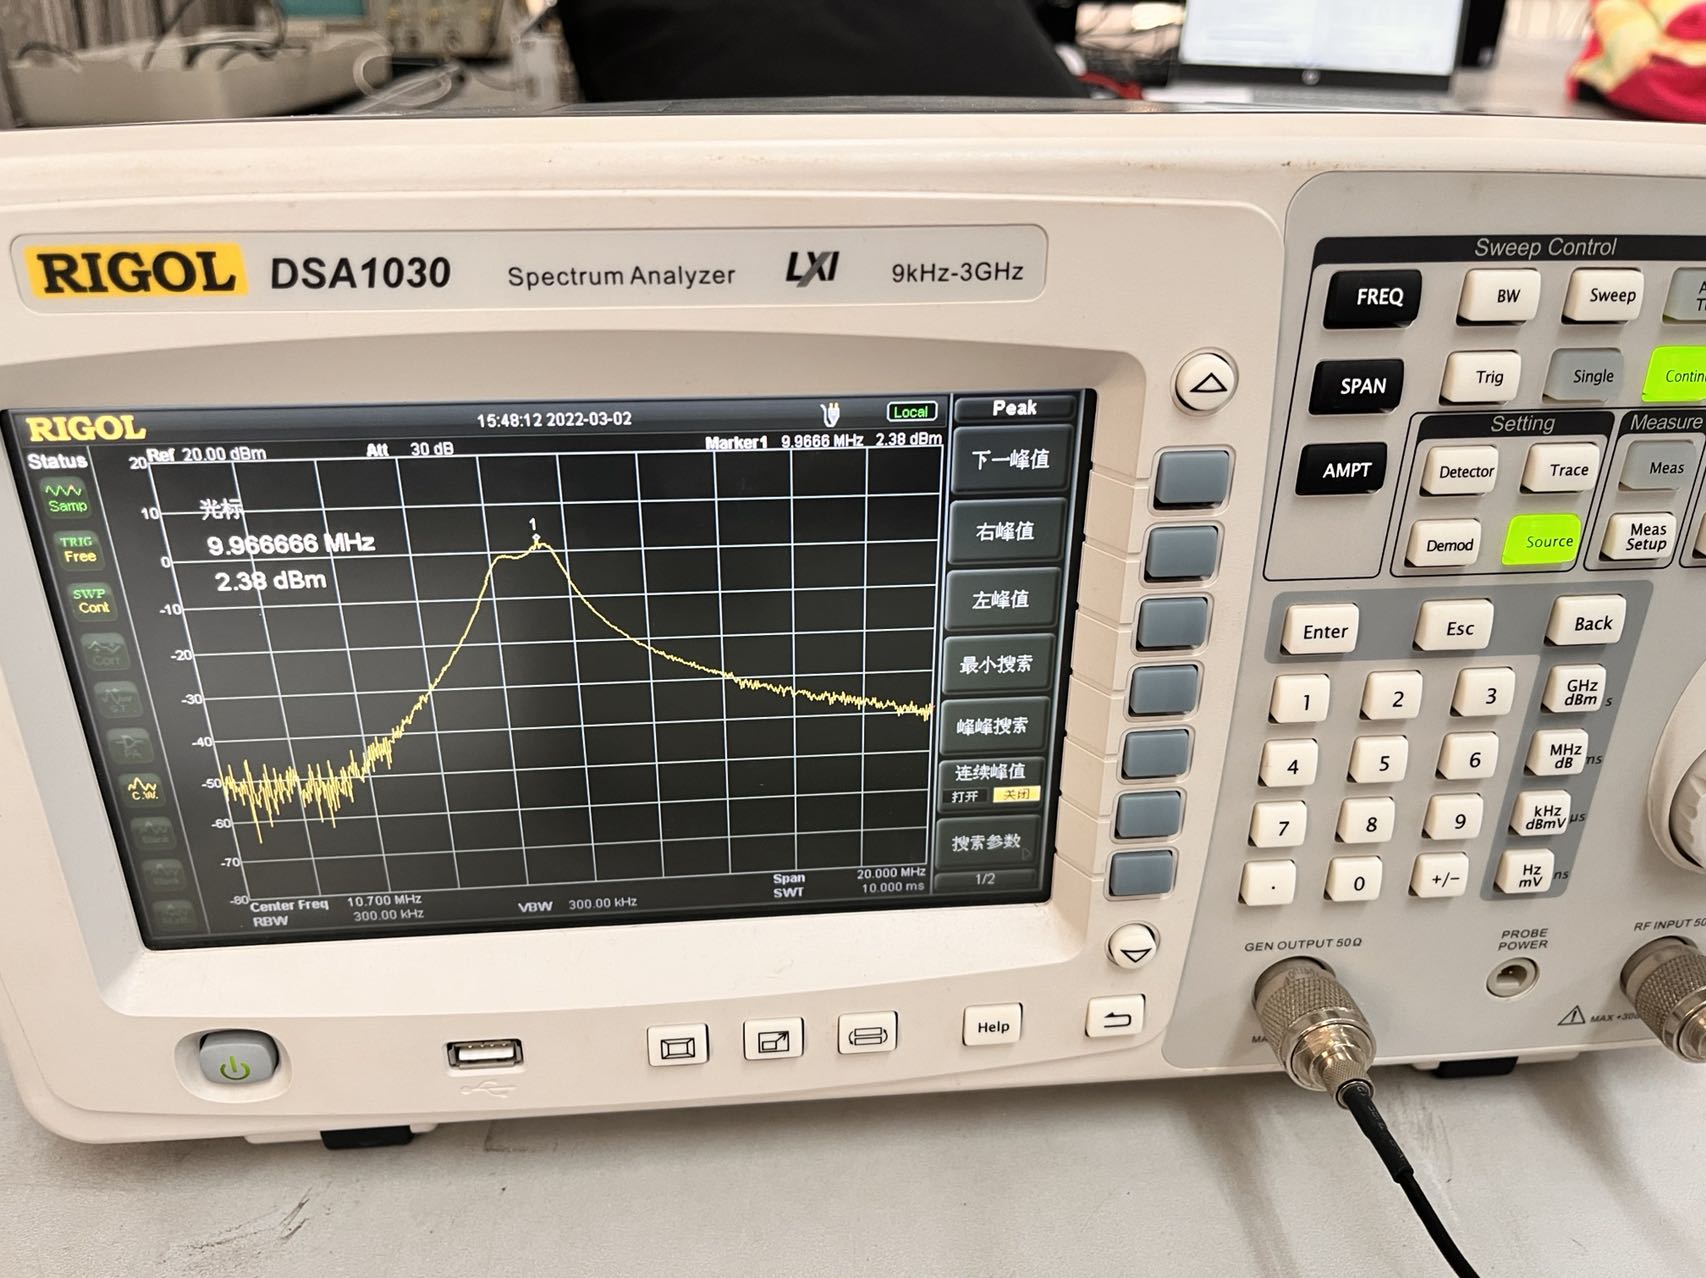 RIGOL DSA1030 Spectrum Analyzer LXI 9kHz-3GHz
RIGOL 15:48:12 2022-03-02 Local
Status
Ref 20.00 dBm Att 30 dB Marker1 9.9666 MHz 2.38 dBm
光标
9.966666 MHz
2.38 dBm
1
20
10
0
-10
-20
-30
-40
-50
-60
-70
-80
Samp
TRIG
Free
SWP
Cont
Corr
PA
C.W.
Center Freq 10.700 MHz
RBW 300.00 kHz
VBW 300.00 kHz
Span 20.000 MHz
SWT 10.000 ms
Peak
下一峰值
右峰值
左峰值
最小搜索
峰峰搜索
连续峰值
打开 关闭
搜索参数
1/2
Help
Sweep Control
FREQ BW Sweep
SPAN Trig Single
Setting Measure
AMPT Detector Trace Meas
Demod Source Meas Setup
Enter Esc Back
1 2 3 GHz dBm s
4 5 6 MHz dB ms
7 8 9 kHz dBmV µs
. 0 +/− Hz mV ns
GEN OUTPUT 50Ω
PROBE POWER
RF INPUT